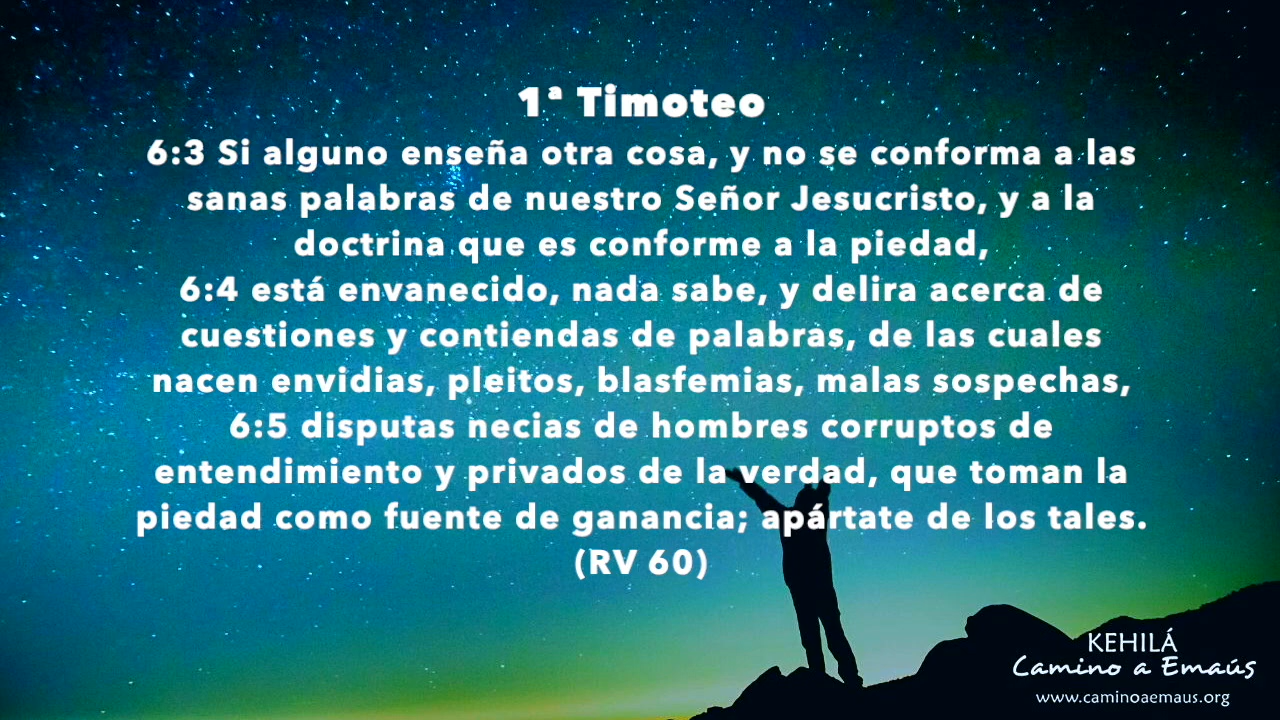 1ª Timoteo
6:3 Si alguno enseña otra cosa, y no se conforma a las
sanas palabras de nuestro Señor Jesucristo, y a la
doctrina que es conforme a la piedad,
6:4 está envanecido, nada sabe, y delira acerca de
cuestiones y contiendas de palabras, de las cuales
nacen envidias, pleitos, blasfemias, malas sospechas,
6:5 disputas necias de hombres corruptos de
entendimiento y privados de la verdad, que toman la
piedad como fuente de ganancia; apártate de los tales.
(RV 60)
KEHILÁ
Camino a Emaús
www.caminoaemaus.org